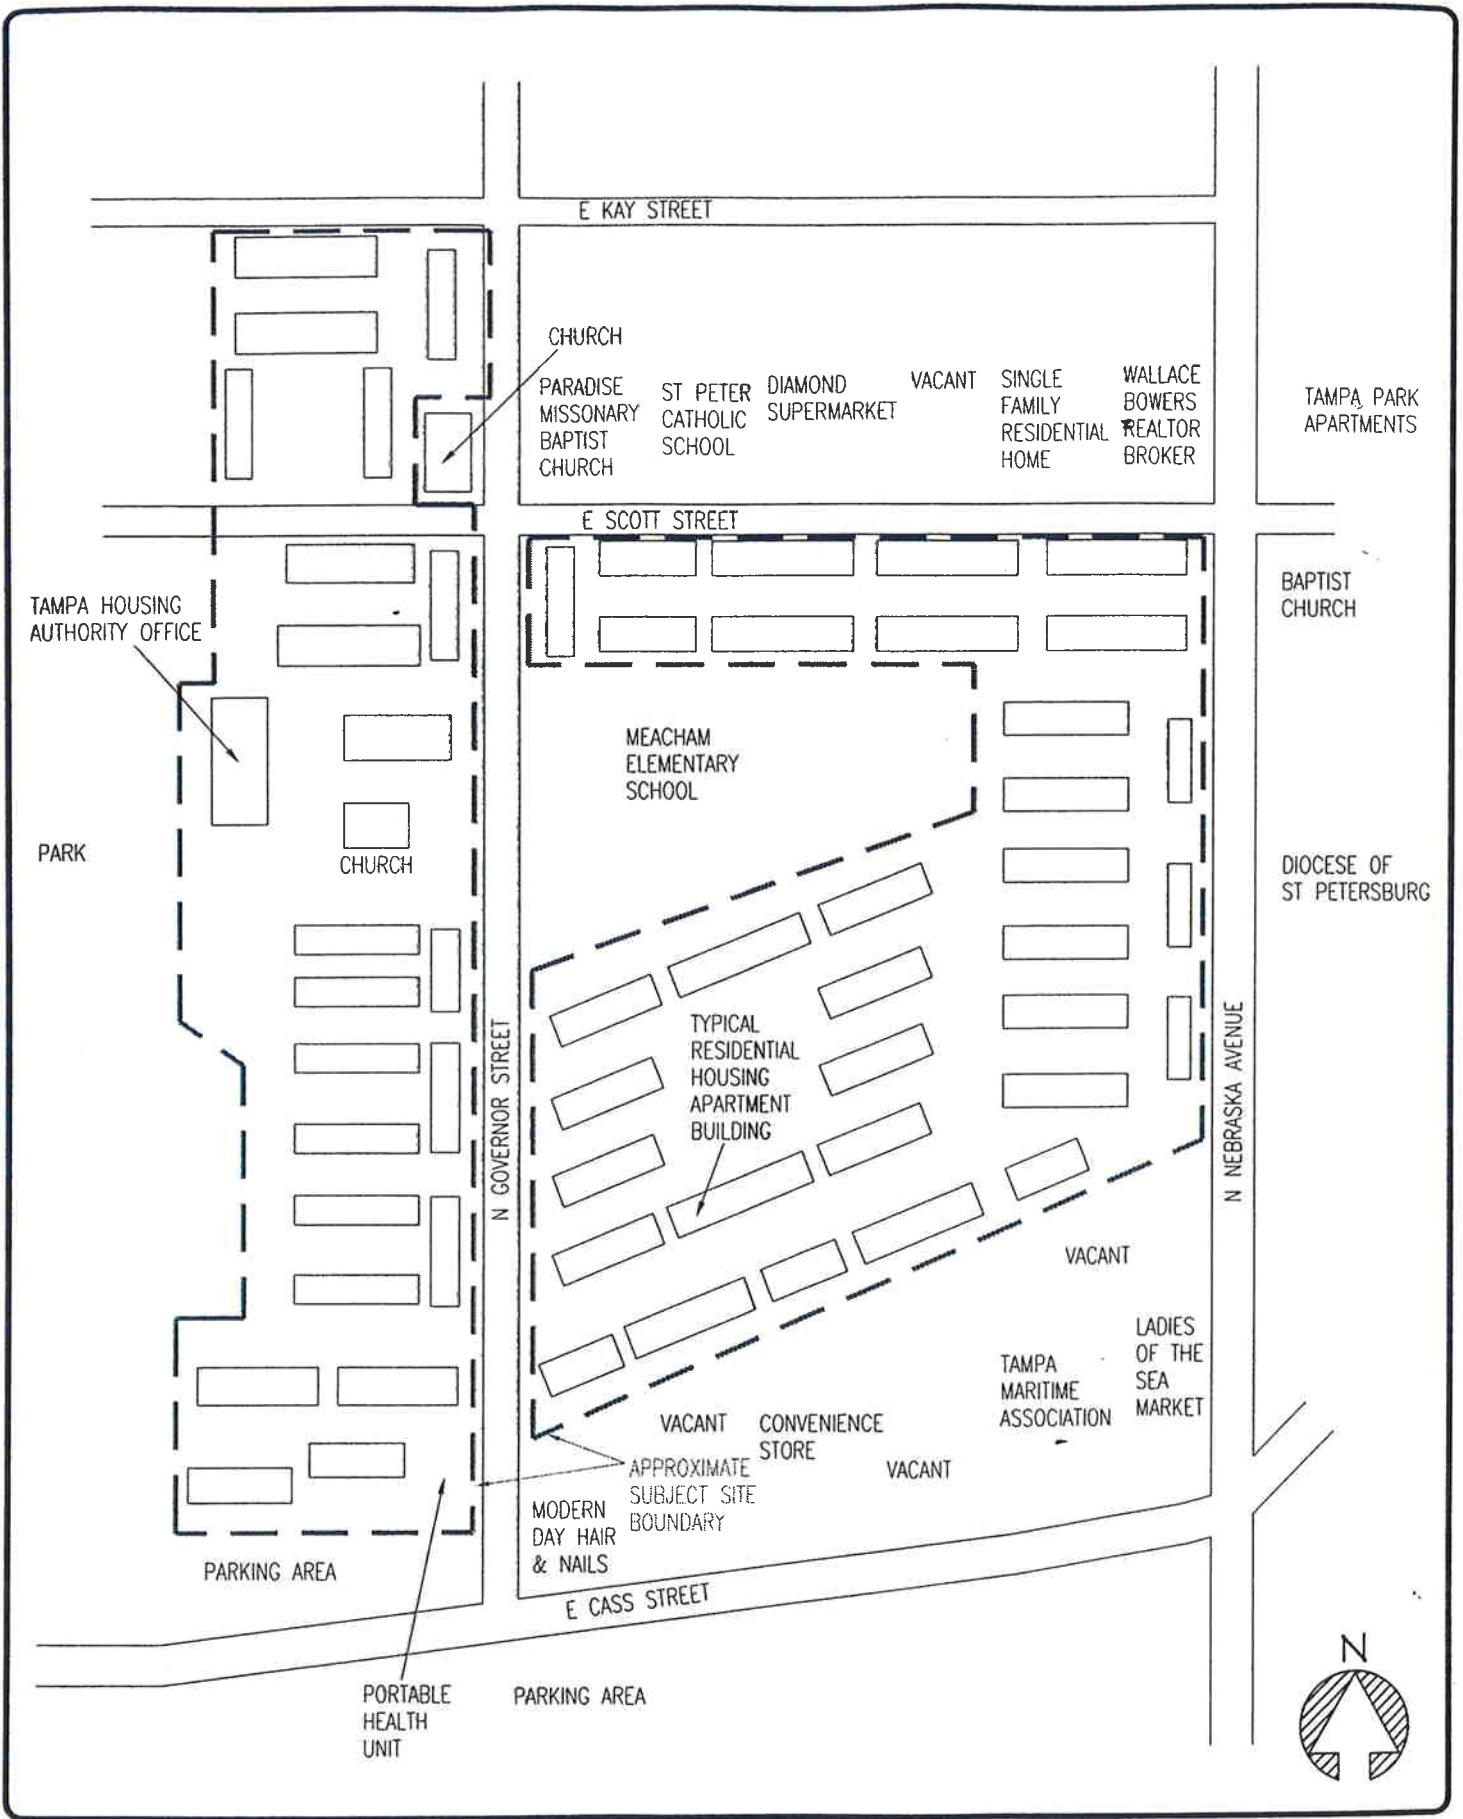 E KAY STREET
CHURCH
PARADISE
MISSONARY
BAPTIST
CHURCH
ST PETER
CATHOLIC
SCHOOL
DIAMOND
SUPERMARKET
VACANT
SINGLE
FAMILY
RESIDENTIAL
HOME
WALLACE
BOWERS
REALTOR
BROKER
TAMPA PARK
APARTMENTS
E SCOTT STREET
TAMPA HOUSING
AUTHORITY OFFICE
BAPTIST
CHURCH
MEACHAM
ELEMENTARY
SCHOOL
PARK
CHURCH
DIOCESE OF
ST PETERSBURG
N GOVERNOR STREET
TYPICAL
RESIDENTIAL
HOUSING
APARTMENT
BUILDING
N NEBRASKA AVENUE
VACANT
LADIES
OF THE
SEA
MARKET
TAMPA
MARITIME
ASSOCIATION
VACANT
CONVENIENCE
STORE
VACANT
APPROXIMATE
SUBJECT SITE
BOUNDARY
MODERN
DAY HAIR
& NAILS
PARKING AREA
E CASS STREET
PORTABLE
HEALTH
UNIT
PARKING AREA
N